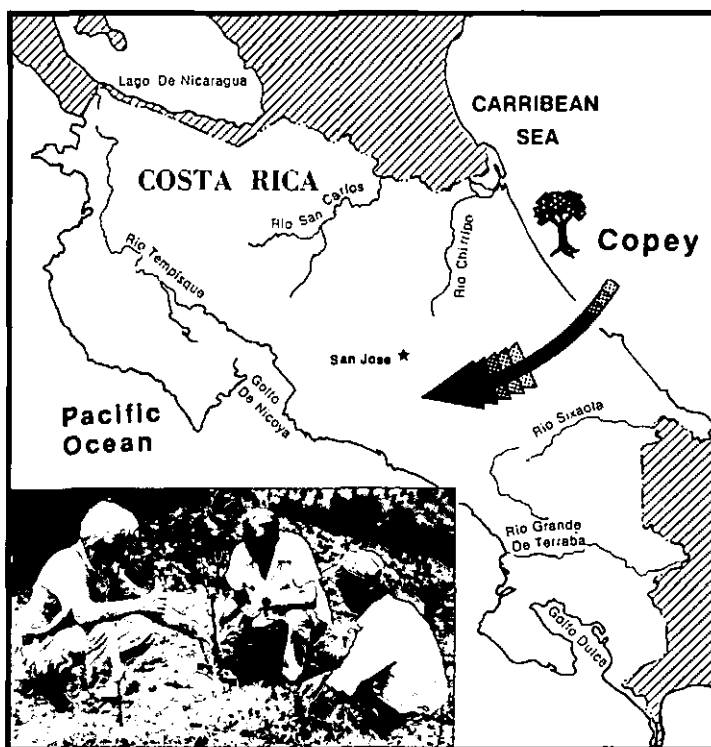 Lago De Nicaragua
CARRIBEAN
SEA
COSTA RICA
Rio San Carlos
Rio Chirripo
Copey
Rio Tempisque
San Jose
Golfo
De Nicoya
Pacific
Ocean
Rio Sixaola
Rio Grande
De Terraba
Golfo Dulce